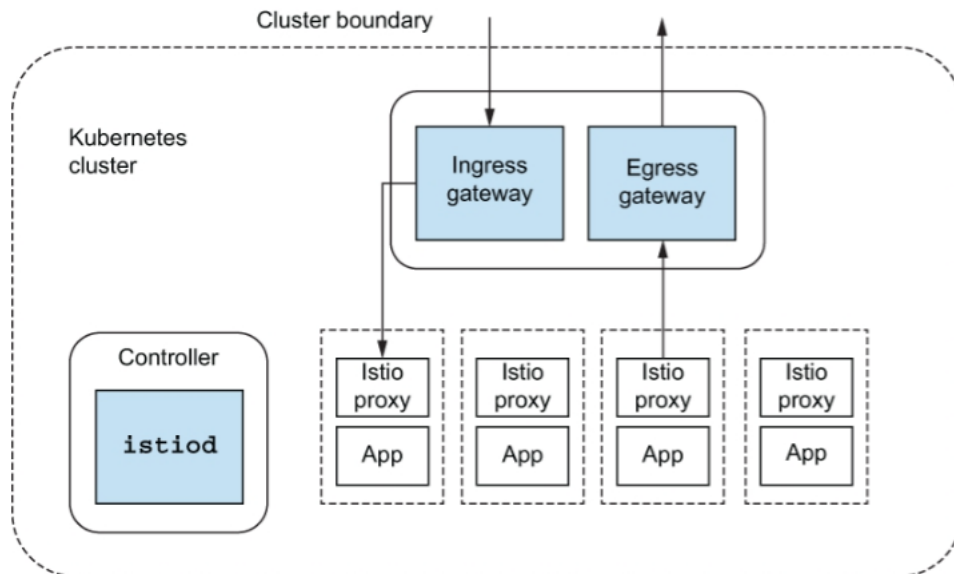 Cluster boundary
Kubernetes
cluster
Ingress
gateway
Egress
gateway
Controller
istiod
Istio
proxy
App
Istio
proxy
App
Istio
proxy
App
Istio
proxy
App